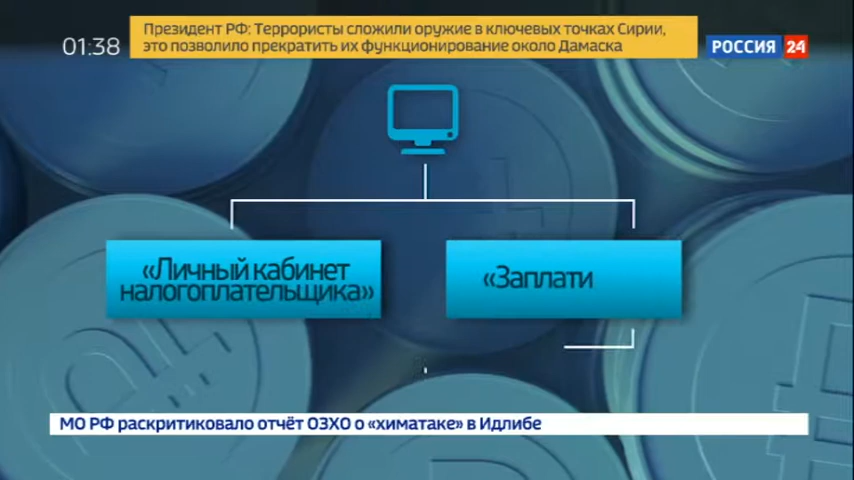 01:38
Президент РФ: Террористы сложили оружие в ключевых точках Сирии,
это позволило прекратить их функционирование около Дамаска
РОССИЯ 24
«Личный кабинет
налогоплательщика»
«Заплати
МО РФ раскритиковало отчёт ОЗХО о «химатаке» в Идлибе